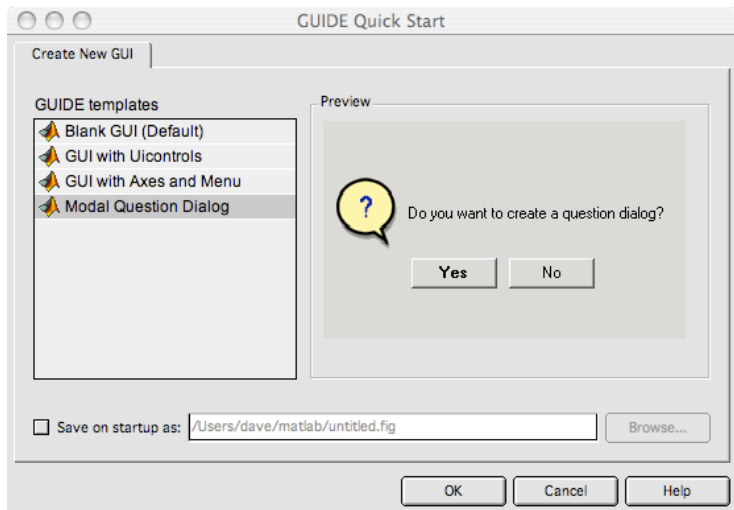 GUIDE Quick Start
Create New GUI
GUIDE templates
Blank GUI (Default)
GUI with Uicontrols
GUI with Axes and Menu
Modal Question Dialog
Preview
?
Do you want to create a question dialog?
Yes No
Save on startup as: /Users/dave/matlab/untitled.fig Browse...
OK Cancel Help